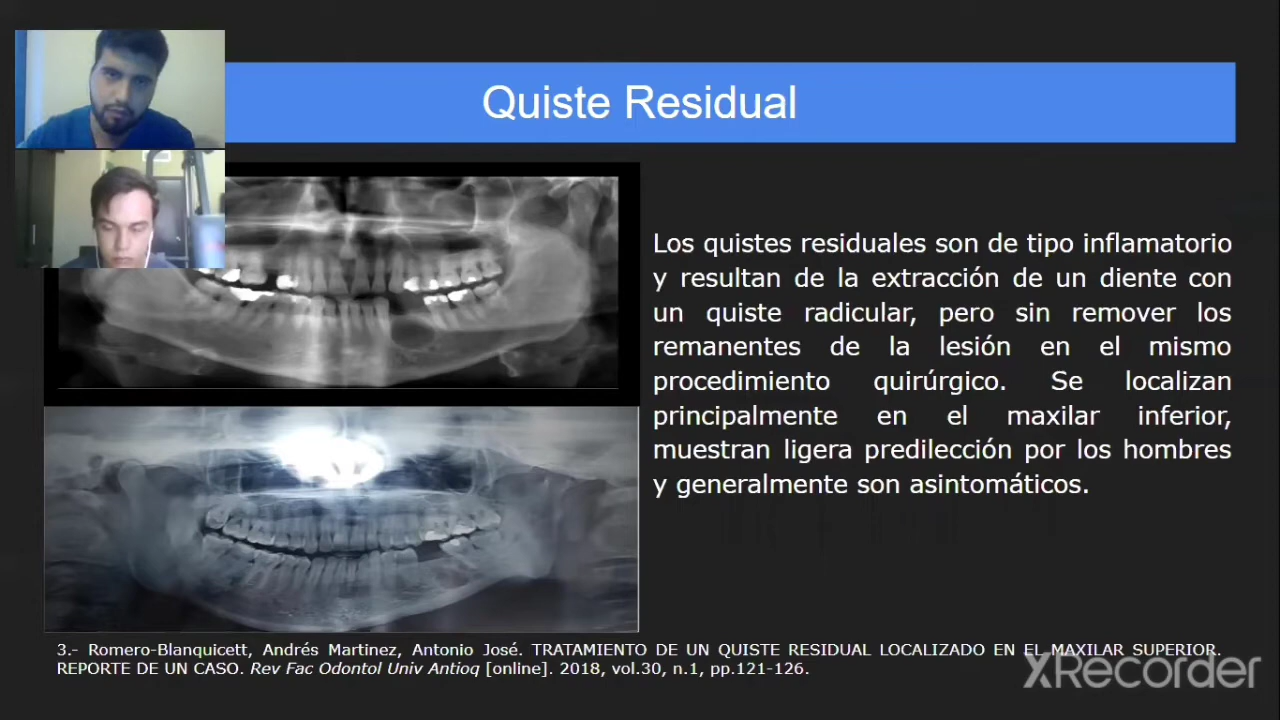 Quiste Residual
Los quistes residuales son de tipo inflamatorio
y resultan de la extracción de un diente con
un quiste radicular, pero sin remover los
remanentes de la lesión en el mismo
procedimiento quirúrgico. Se localizan
principalmente en el maxilar inferior,
muestran ligera predilección por los hombres
y generalmente son asintomáticos.
3.- Romero-Blanquicett, Andrés Martinez, Antonio José. TRATAMIENTO DE UN QUISTE RESIDUAL LOCALIZADO EN EL MAXILAR SUPERIOR.
REPORTE DE UN CASO. Rev Fac Odontol Univ Antioq [online]. 2018, vol.30, n.1, pp.121-126.
XRecorder